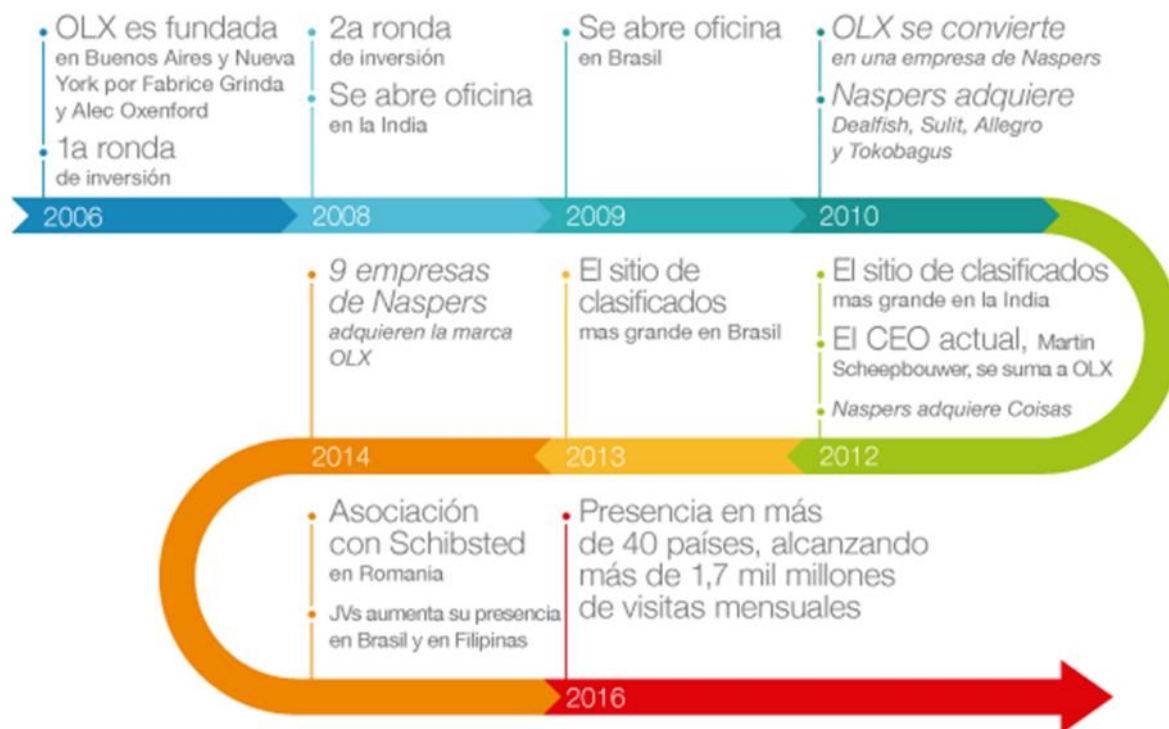 OLX es fundada
en Buenos Aires y Nueva
York por Fabrice Grinda
y Alec Oxenford
1a ronda
de inversión
2006
2a ronda
de inversión
Se abre oficina
en la India
2008
Se abre oficina
en Brasil
2009
OLX se convierte
en una empresa de Naspers
Naspers adquiere
Dealfish, Sulit, Allegro
y Tokobagus
2010
El sitio de clasificados
mas grande en la India
El CEO actual, Martin
Scheepbouwer, se suma a OLX
Naspers adquiere Coisas
2012
El sitio de
clasificados
mas grande en Brasil
2013
9 empresas
de Naspers
adquieren la marca
OLX
2014
Asociación
con Schibsted
en Romania
JVs aumenta su presencia
en Brasil y en Filipinas
Presencia en más
de 40 países, alcanzando
más de 1,7 mil millones
de visitas mensuales
2016